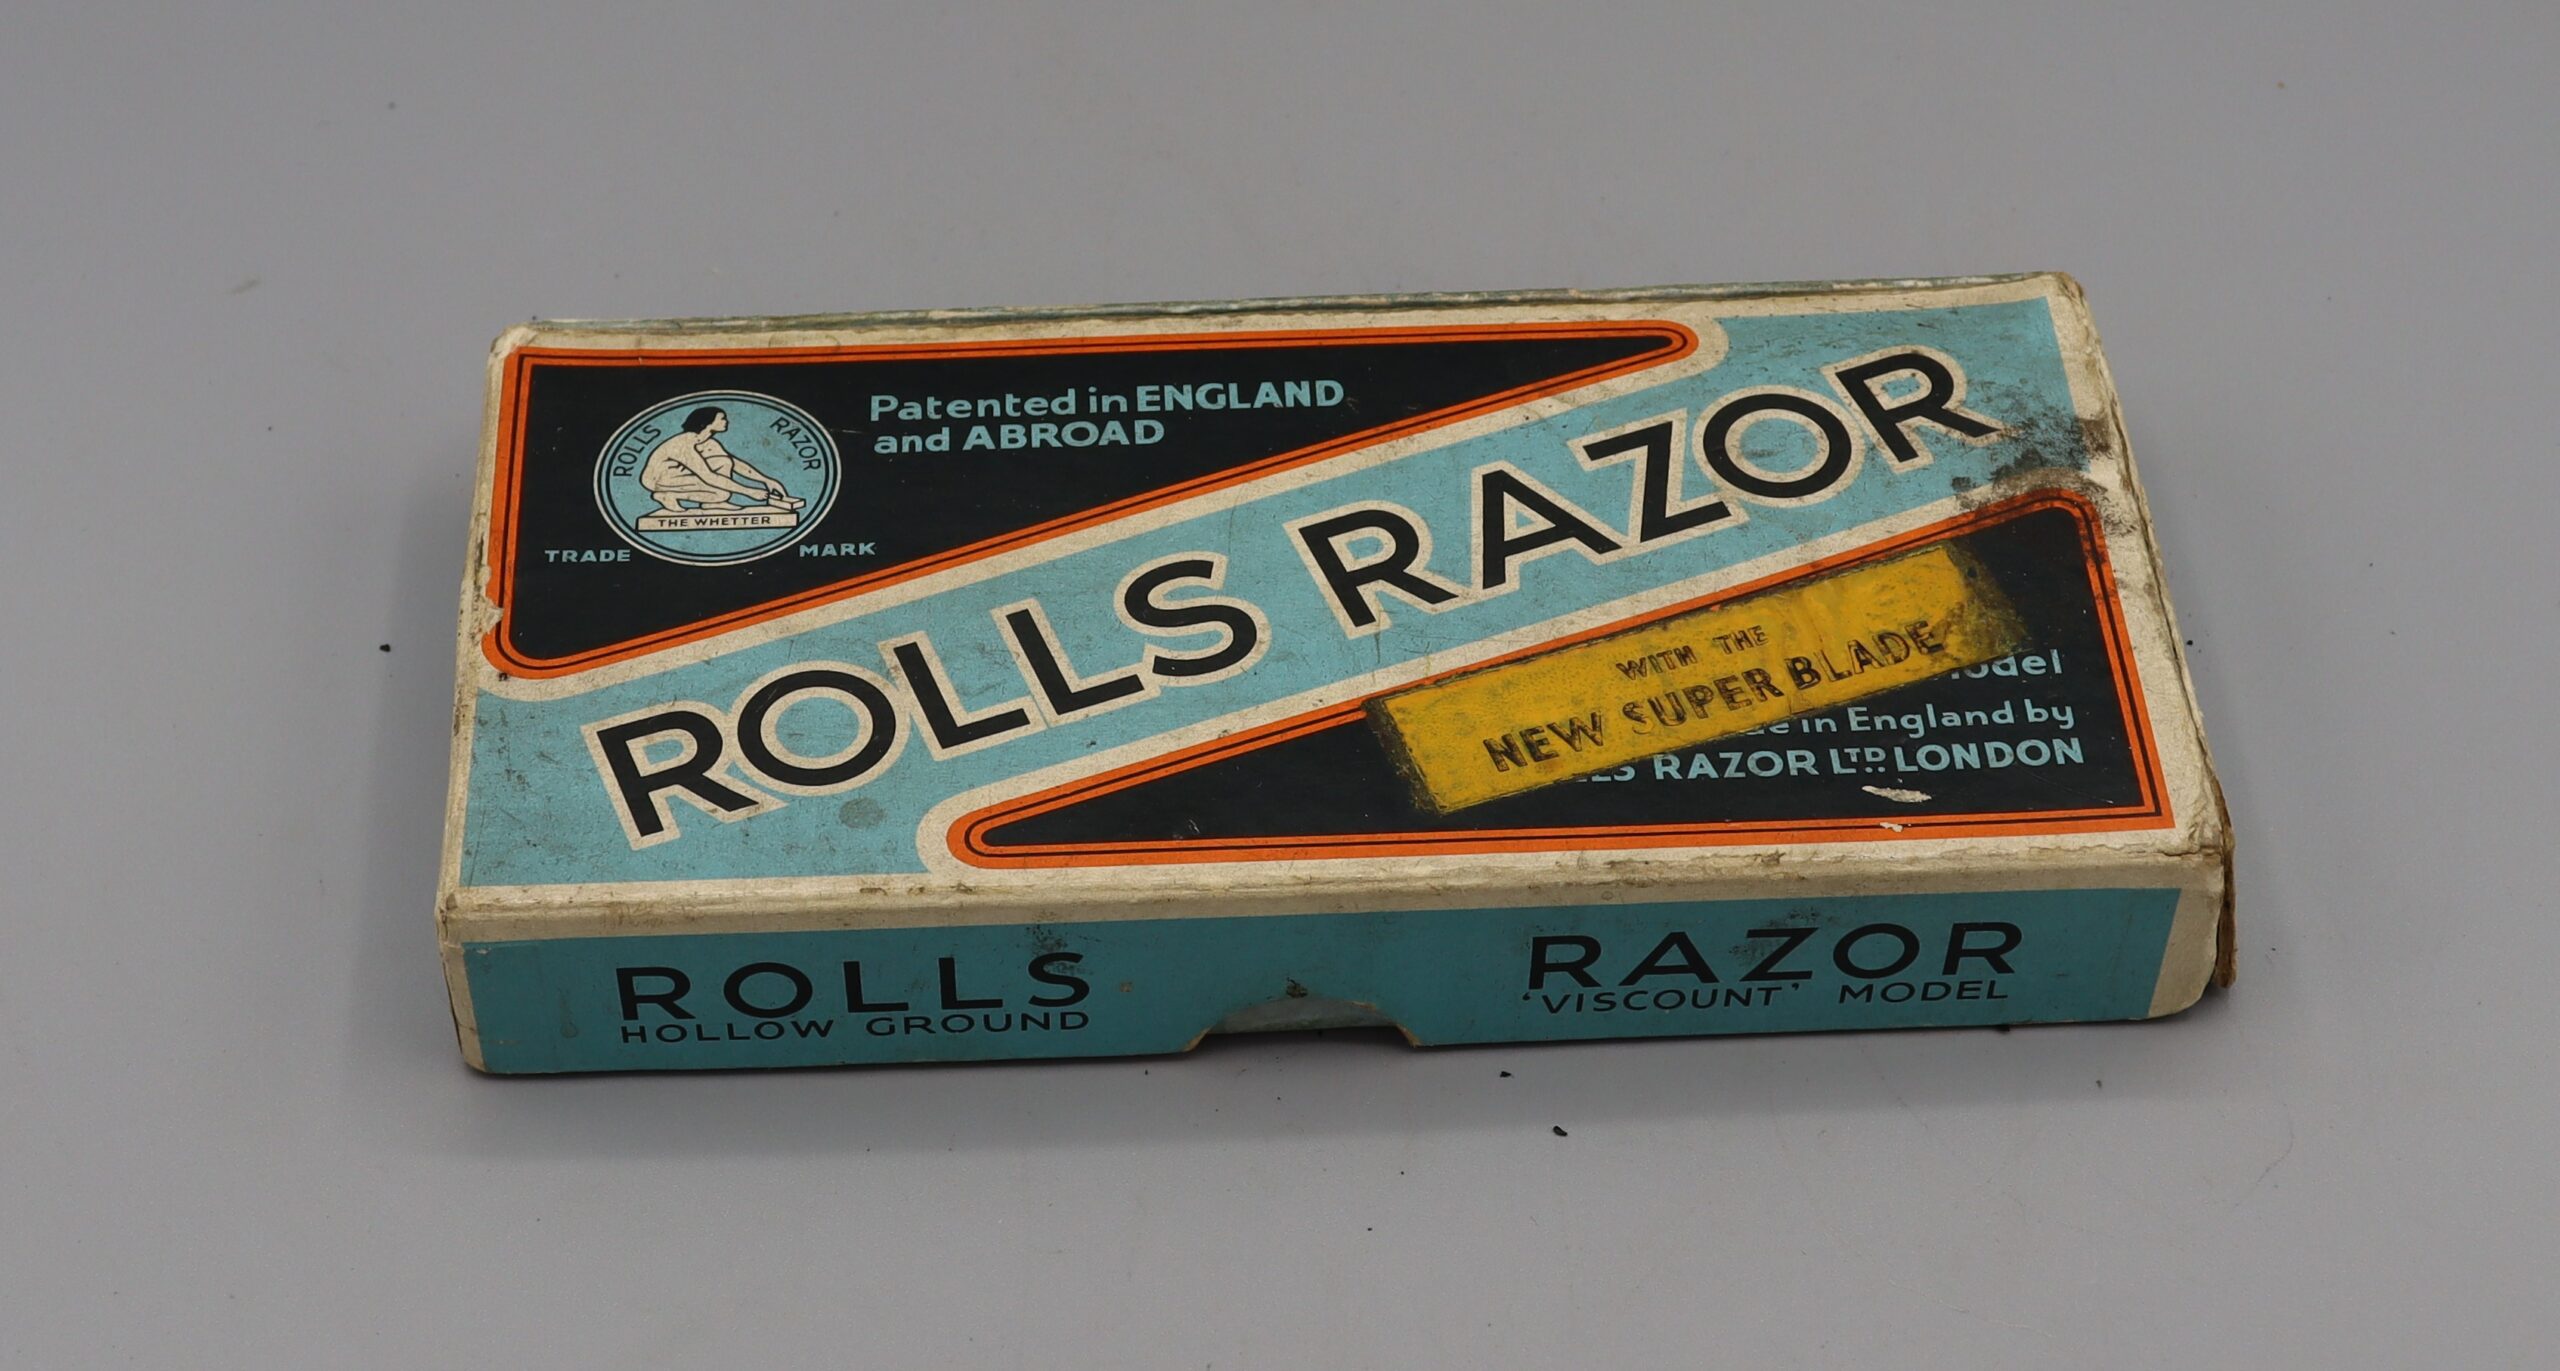 Patented in ENGLAND
and ABROAD
ROLLS RAZOR
THE WHETTER
TRADE MARK
ROLLS RAZOR
WITH THE
NEW SUPER BLADE
in England by
RAZOR LTD. LONDON
ROLLS RAZOR
HOLLOW GROUND 'VISCOUNT' MODEL